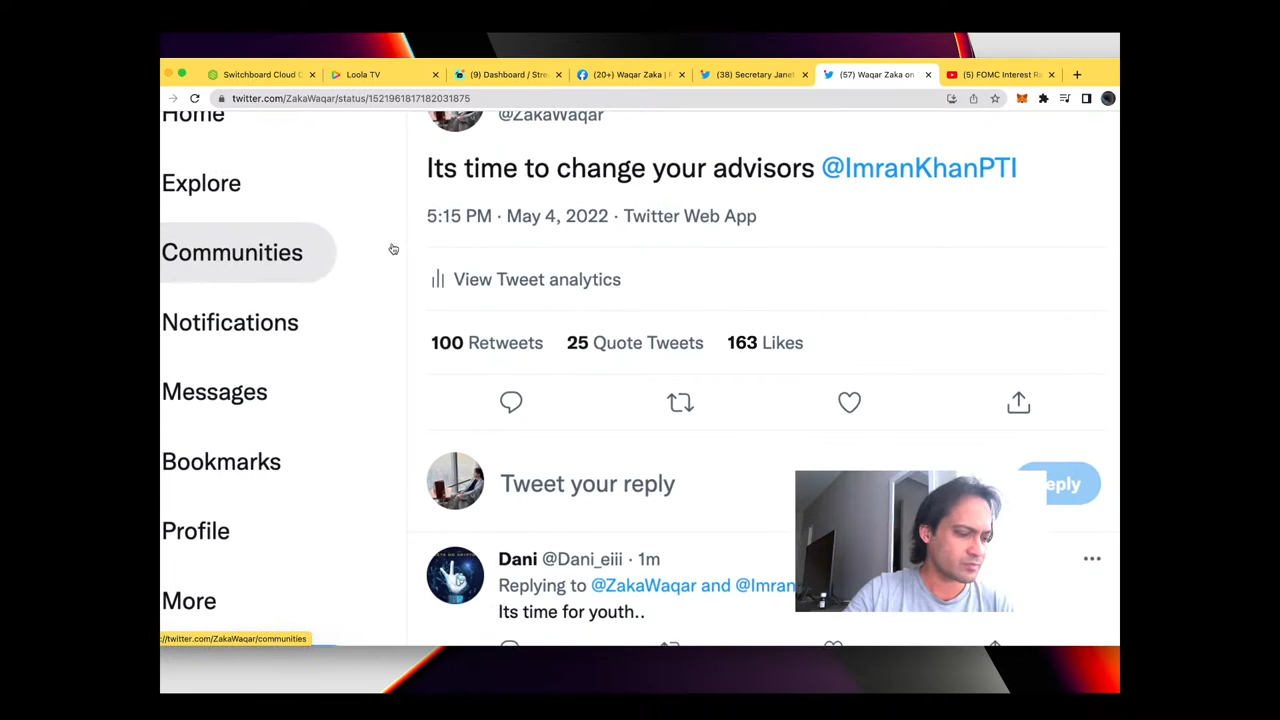 Switchboard Cloud
Loola TV
(9) Dashboard / Stre
(20+) Waqar Zaka |
(38) Secretary Janet
(57) Waqar Zaka on
(5) FOMC Interest Ra
twitter.com/ZakaWaqar/status/1521961817182031875
Home
@ZakaWaqar
Its time to change your advisors @ImranKhanPTI
Explore
5:15 PM · May 4, 2022 · Twitter Web App
Communities
View Tweet analytics
Notifications
100 Retweets 25 Quote Tweets 163 Likes
Messages
Bookmarks
Tweet your reply
eply
Profile
Dani @Dani_eiii · 1m
Replying to @ZakaWaqar and @Imran
More
Its time for youth..
://twitter.com/ZakaWaqar/communities